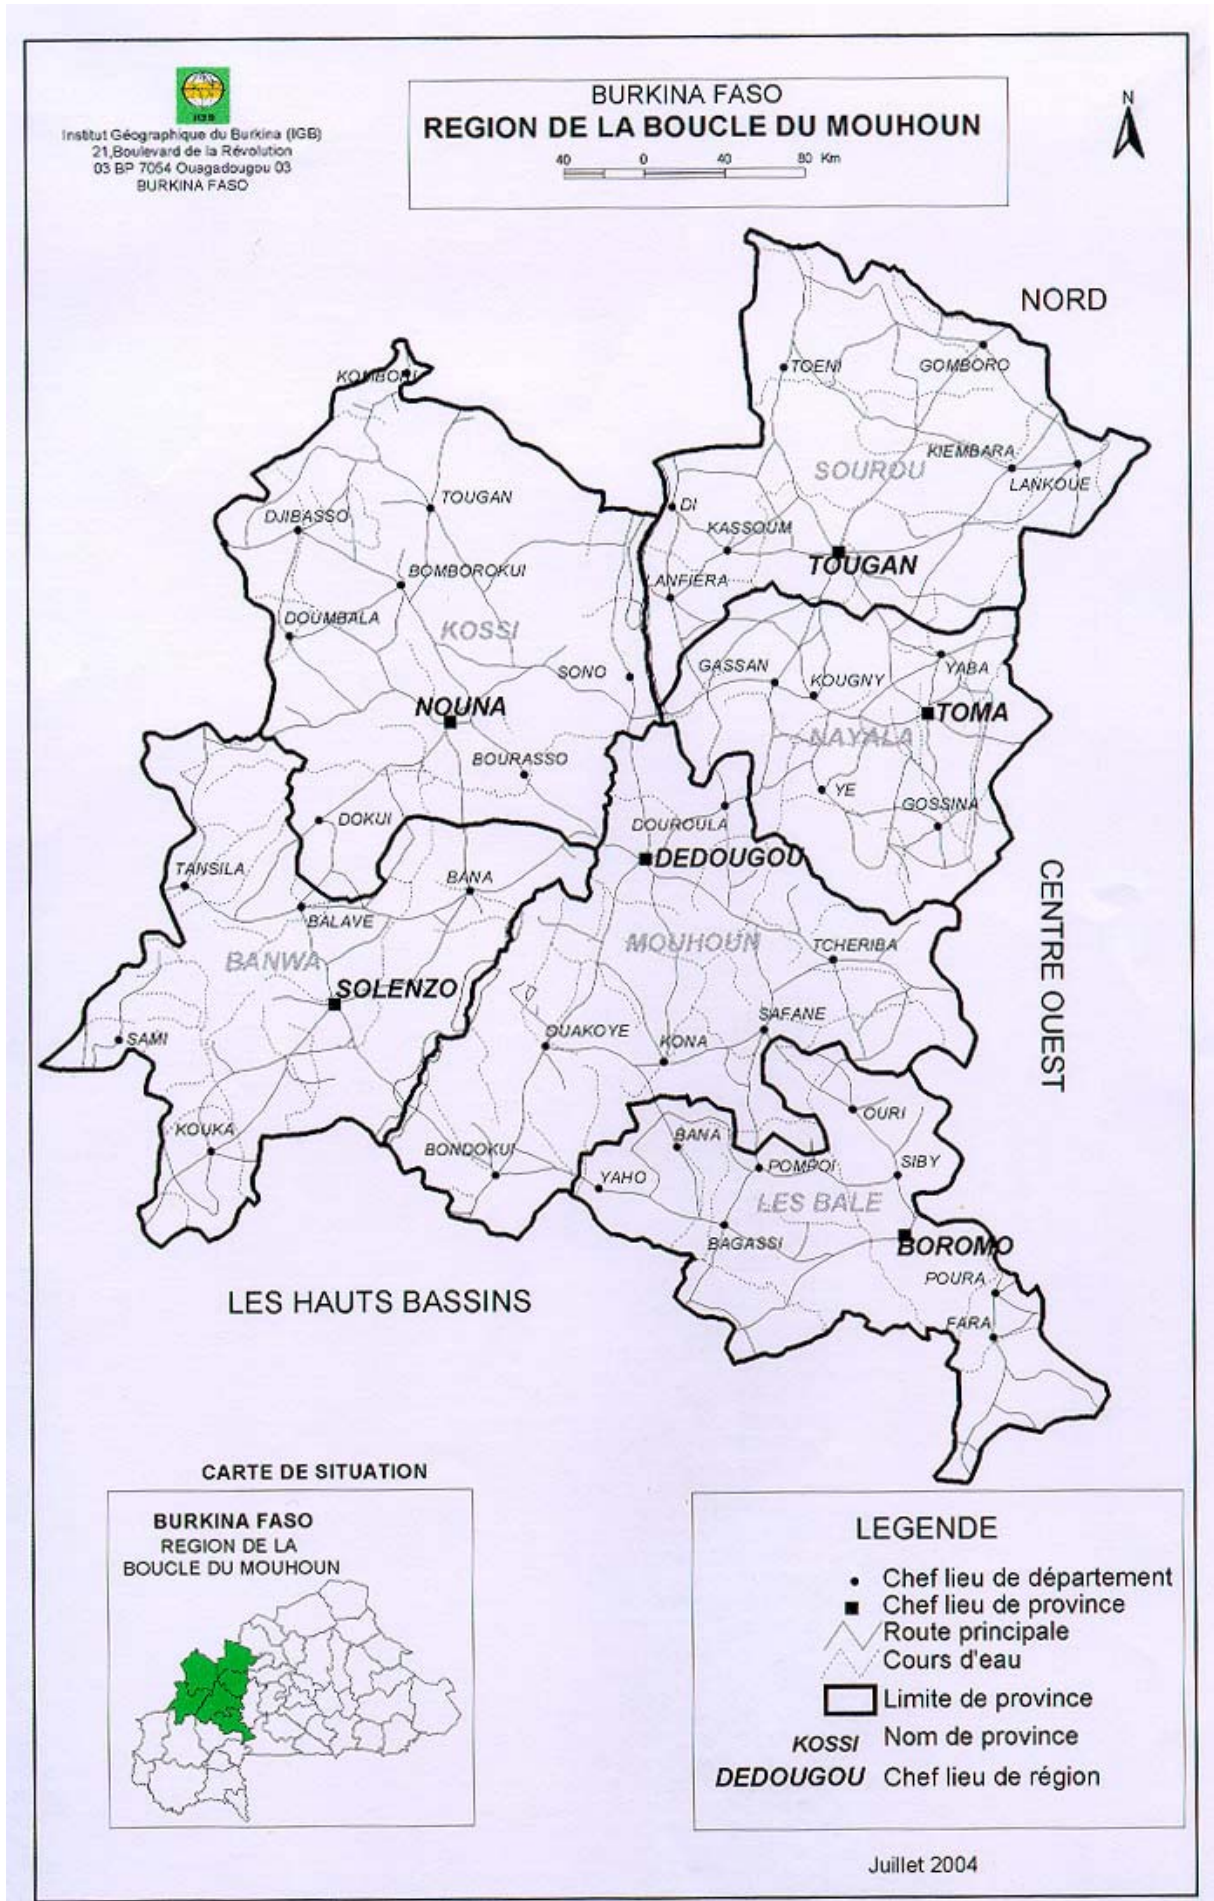 IGB
Institut Géographique du Burkina (IGB)
21,Boulevard de la Révolution
03 BP 7054 Ouagadougou 03
BURKINA FASO
BURKINA FASO
REGION DE LA BOUCLE DU MOUHOUN
40 0 40 80 Km
N
NORD
KOMBORI
TOENI
GOMBORO
KIEMBARA
SOUROU
LANKOUE
TOUGAN
DI
DJIBASSO
KASSOUM
TOUGAN
BOMBOROKUI
LANFIERA
DOUMBALA
KOSSI
SONO
GASSAN
KOUGNY
YABA
NOUNA
TOMA
NAYALA
BOURASSO
YE
GOSSINA
DOKUI
DOUROULA
DEDOUGOU
TANSILA
BANA
BALAVE
CENTRE OUEST
MOUHOUN
TCHERIBA
BANWA
SOLENZO
SAFANE
OUAKOYE
KONA
SAMI
OURI
KOUKA
BANA
BONDOKUI
POMPOI
SIBY
YAHO
LES BALE
BAGASSI
BOROMO
POURA
LES HAUTS BASSINS
FARA
CARTE DE SITUATION
BURKINA FASO
REGION DE LA
BOUCLE DU MOUHOUN
LEGENDE
Chef lieu de département
Chef lieu de province
Route principale
Cours d'eau
Limite de province
KOSSI Nom de province
DEDOUGOU Chef lieu de région
Juillet 2004